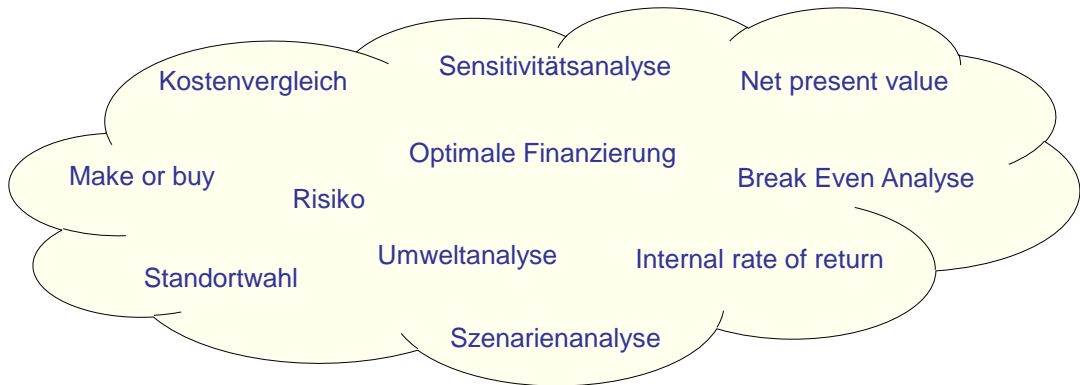 Kostenvergleich
Sensitivitätsanalyse
Net present value
Optimale Finanzierung
Make or buy
Risiko
Break Even Analyse
Umweltanalyse
Internal rate of return
Standortwahl
Szenarienanalyse